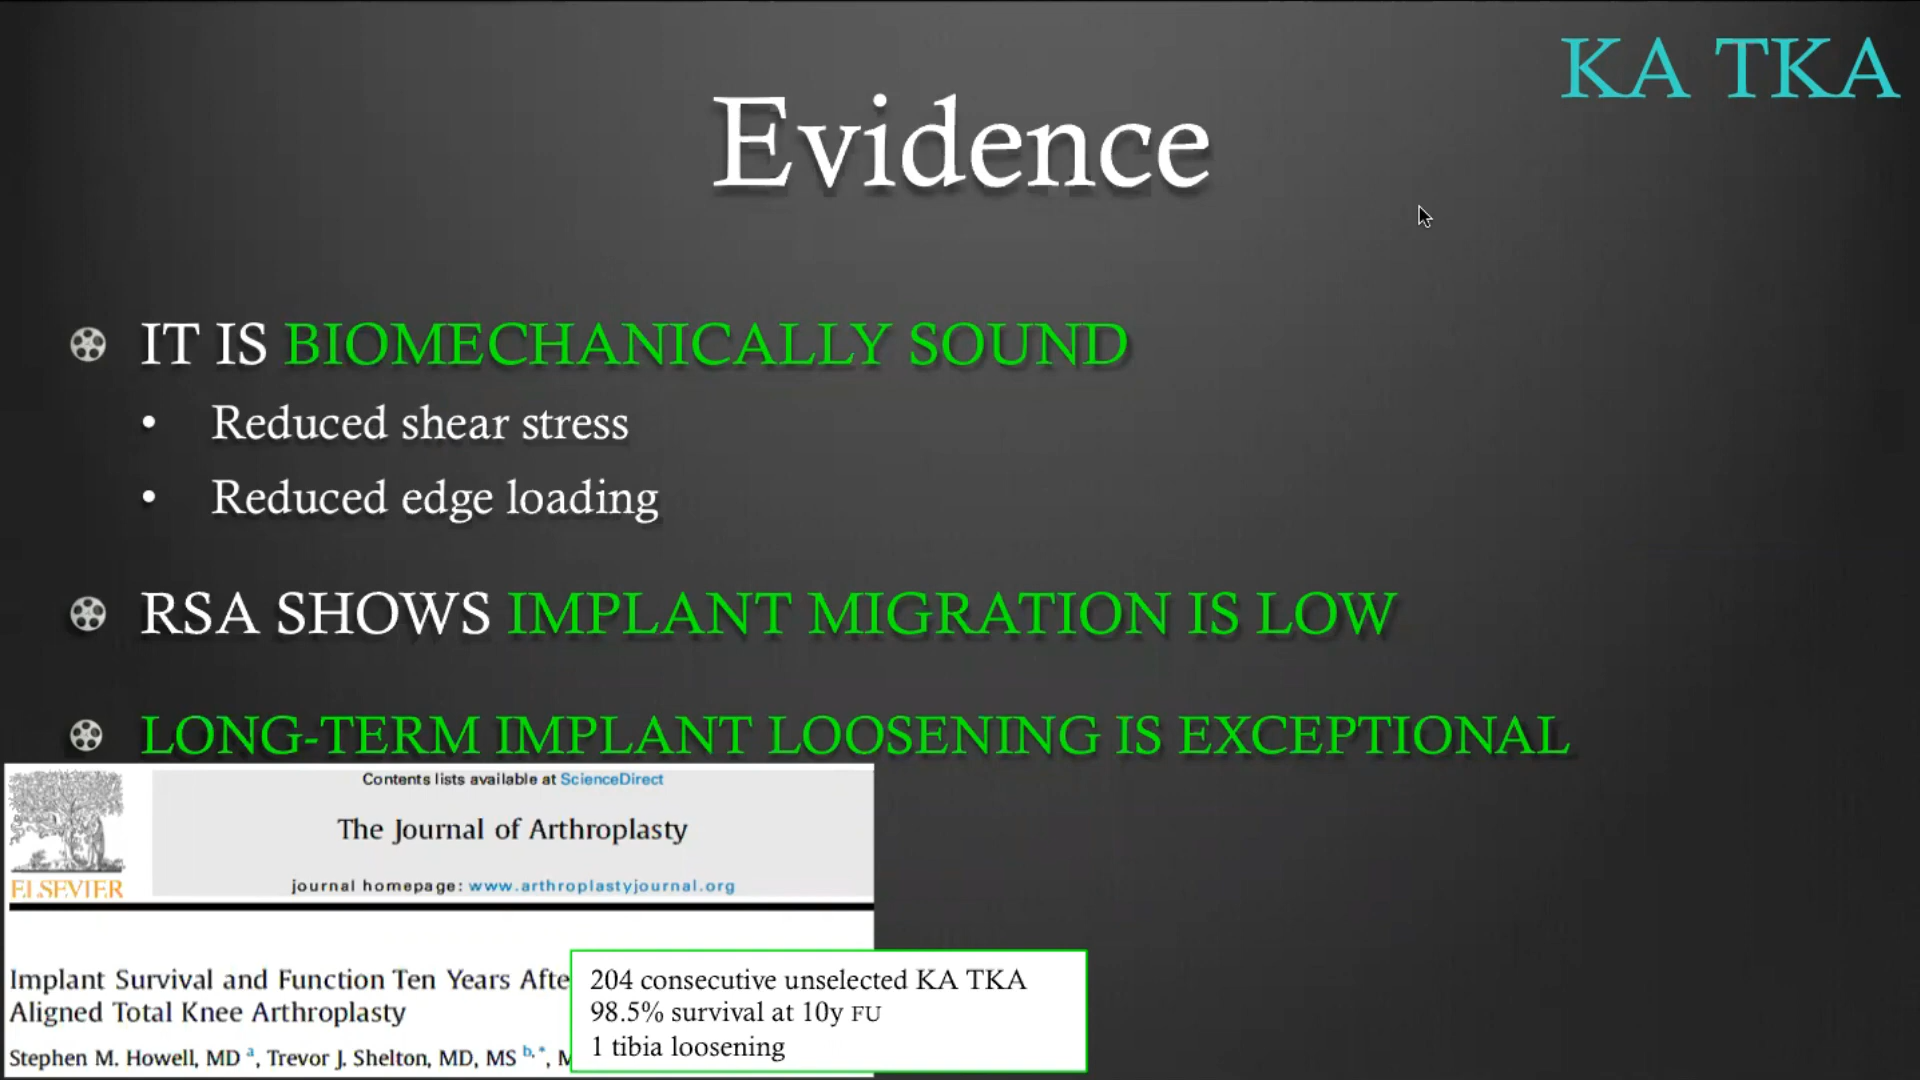 KA TKA
Evidence
IT IS BIOMECHANICALLY SOUND
• Reduced shear stress
• Reduced edge loading
RSA SHOWS IMPLANT MIGRATION IS LOW
LONG-TERM IMPLANT LOOSENING IS EXCEPTIONAL
Contents lists available at ScienceDirect
The Journal of Arthroplasty
journal homepage: www.arthroplastyjournal.org
ELSEVIER
Implant Survival and Function Ten Years Afte
Aligned Total Knee Arthroplasty
Stephen M. Howell, MD a, Trevor J. Shelton, MD, MS b,*, M
204 consecutive unselected KA TKA
98.5% survival at 10y FU
1 tibia loosening